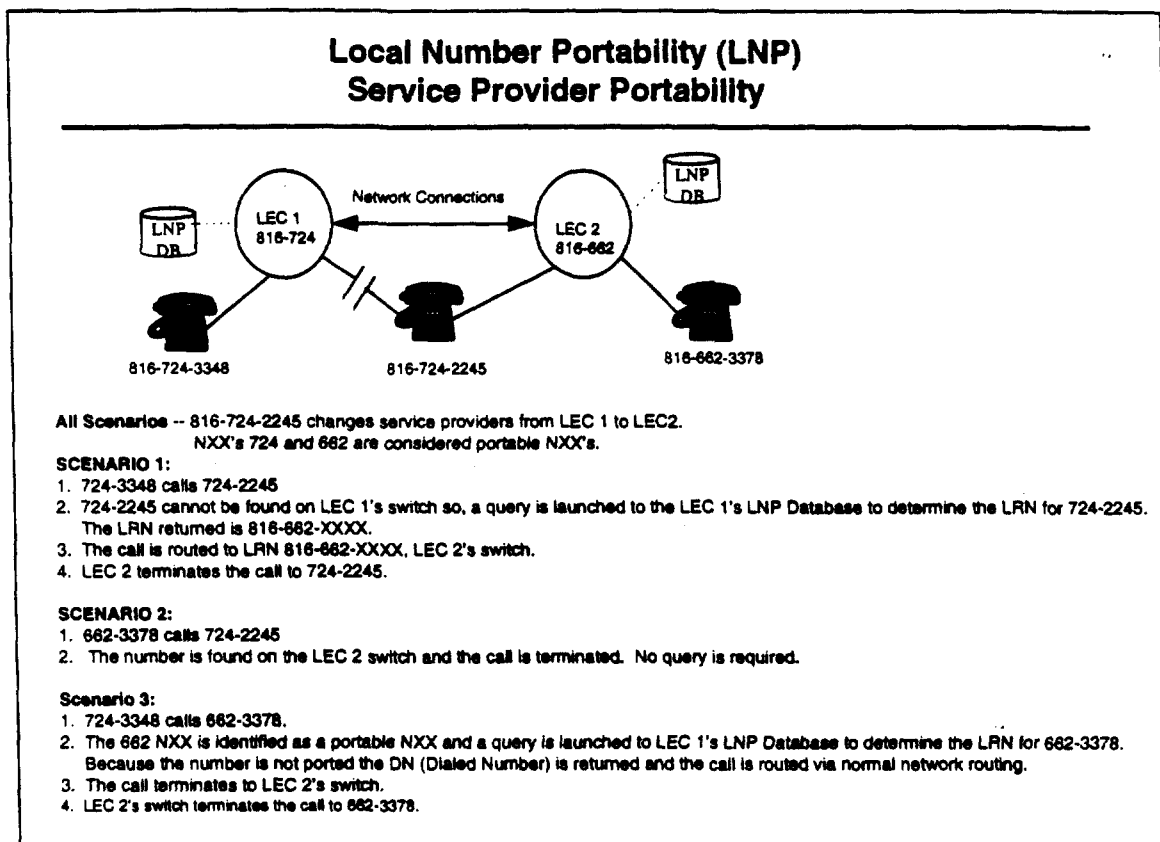 Local Number Portability (LNP)
Service Provider Portability
LNP
DB
LEC 1
816-724
Network Connections
LEC 2
816-662
LNP
DB
816-724-3348
816-724-2245
816-662-3378
All Scenarios -- 816-724-2245 changes service providers from LEC 1 to LEC2.
NXX's 724 and 662 are considered portable NXX's.
SCENARIO 1:
1. 724-3348 calls 724-2245
2. 724-2245 cannot be found on LEC 1's switch so, a query is launched to the LEC 1's LNP Database to determine the LRN for 724-2245.
The LRN returned is 816-662-XXXX.
3. The call is routed to LRN 816-662-XXXX, LEC 2's switch.
4. LEC 2 terminates the call to 724-2245.
SCENARIO 2:
1. 662-3378 calls 724-2245
2. The number is found on the LEC 2 switch and the call is terminated. No query is required.
Scenario 3:
1. 724-3348 calls 662-3378.
2. The 662 NXX is identified as a portable NXX and a query is launched to LEC 1's LNP Database to determine the LRN for 662-3378.
Because the number is not ported the DN (Dialed Number) is returned and the call is routed via normal network routing.
3. The call terminates to LEC 2's switch.
4. LEC 2's switch terminates the call to 662-3378.